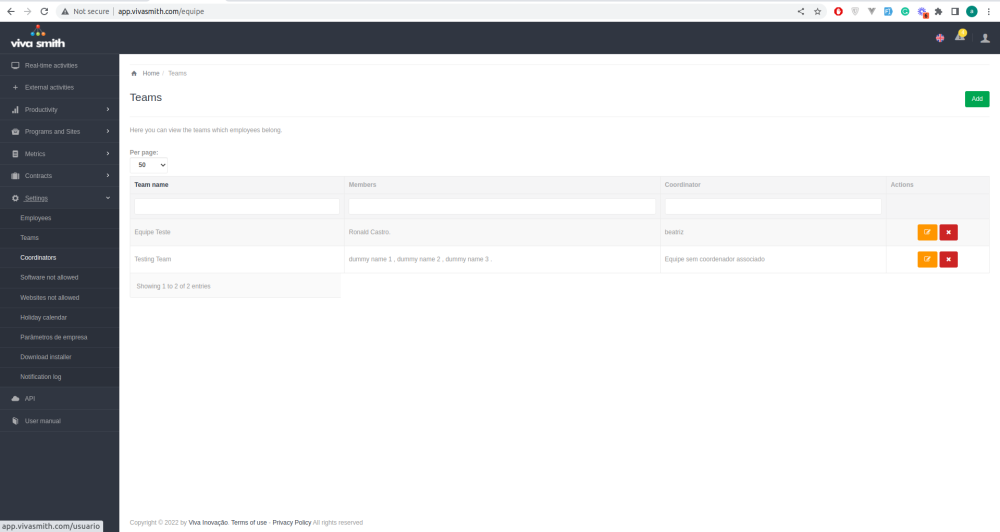 Not secure | app.vivasmith.com/equipe
viva smith
Real-time activities
External activities
Productivity
Programs and Sites
Metrics
Contracts
Settings
Employees
Teams
Coordinators
Software not allowed
Websites not allowed
Holiday calendar
Parâmetros de empresa
Download installer
Notification log
API
User manual
Home / Teams
Teams
Add
Here you can view the teams which employees belong.
Per page:
50
Team name Members Coordinator Actions
Equipe Teste Ronald Castro. beatriz
Testing Team dummy name 1 , dummy name 2 , dummy name 3 . Equipe sem coordenador associado
Showing 1 to 2 of 2 entries
Copyright © 2022 by Viva Inovação. Terms of use - Privacy Policy All rights reserved
app.vivasmith.com/usuario